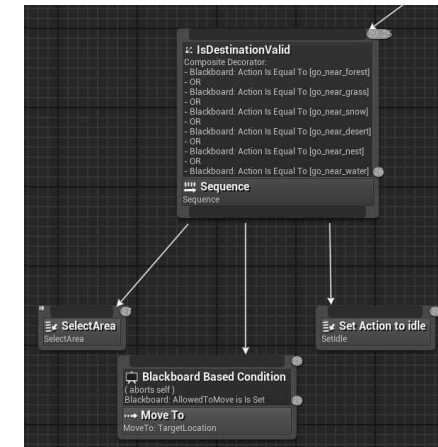 IsDestinationValid
Composite Decorator:
- Blackboard: Action Is Equal To [go_near_forest]
- OR
- Blackboard: Action Is Equal To [go_near_grass]
- OR
- Blackboard: Action Is Equal To [go_near_snow]
- OR
- Blackboard: Action Is Equal To [go_near_desert]
- OR
- Blackboard: Action Is Equal To [go_near_nest]
- OR
- Blackboard: Action Is Equal To [go_near_water]
Sequence
Sequence
SelectArea
SelectArea
Set Action to idle
SetIdle
Blackboard Based Condition
( aborts self )
Blackboard: AllowedToMove is Is Set
Move To
MoveTo: TargetLocation